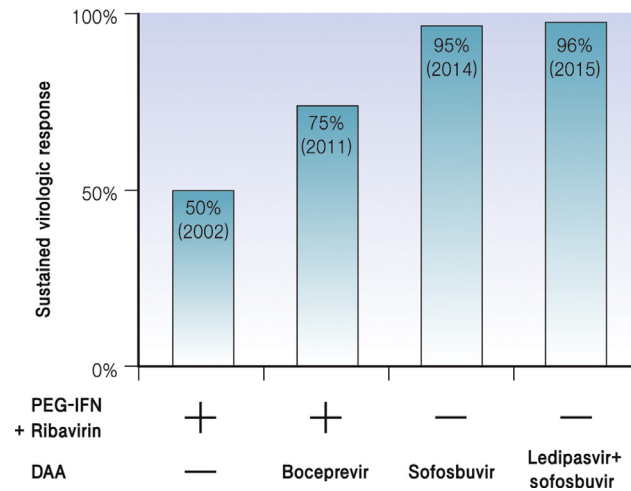 Sustained virologic response
100%
50%
0%
50%
(2002)
75%
(2011)
95%
(2014)
96%
(2015)
PEG-IFN
+ Ribavirin
+
+
—
—
DAA
—
Boceprevir
Sofosbuvir
Ledipasvir+
sofosbuvir